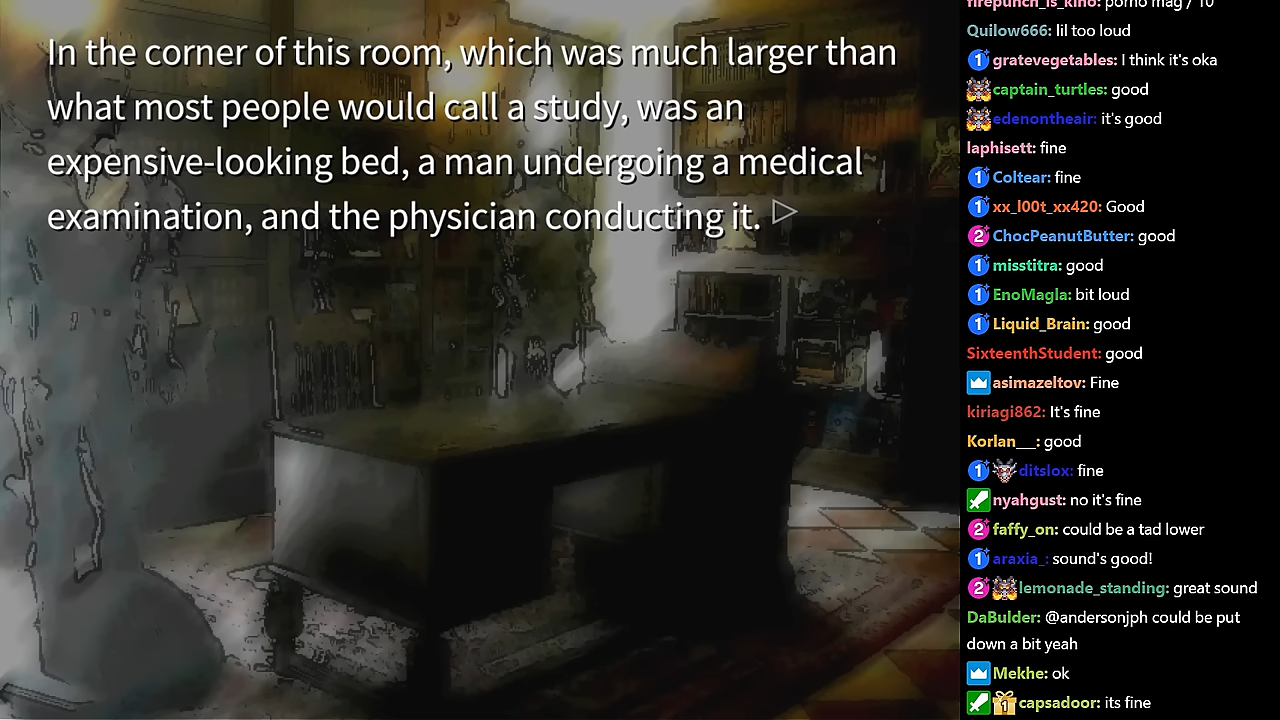 In the corner of this room, which was much larger than
what most people would call a study, was an
expensive-looking bed, a man undergoing a medical
examination, and the physician conducting it.
firepunch_is_kino: porno mag / 10
Quilow666: lil too loud
gratevegetables: I think it's oka
captain_turtles: good
edenontheair: it's good
laphisett: fine
Coltear: fine
xx_l00t_xx420: Good
ChocPeanutButter: good
misstitra: good
EnoMagla: bit loud
Liquid_Brain: good
SixteenthStudent: good
asimazeltov: Fine
kiriagi862: It's fine
Korlan___: good
ditslox: fine
nyahgust: no it's fine
faffy_on: could be a tad lower
araxia_: sound's good!
lemonade_standing: great sound
DaBulder: @andersonjph could be put
down a bit yeah
Mekhe: ok
capsadoor: its fine